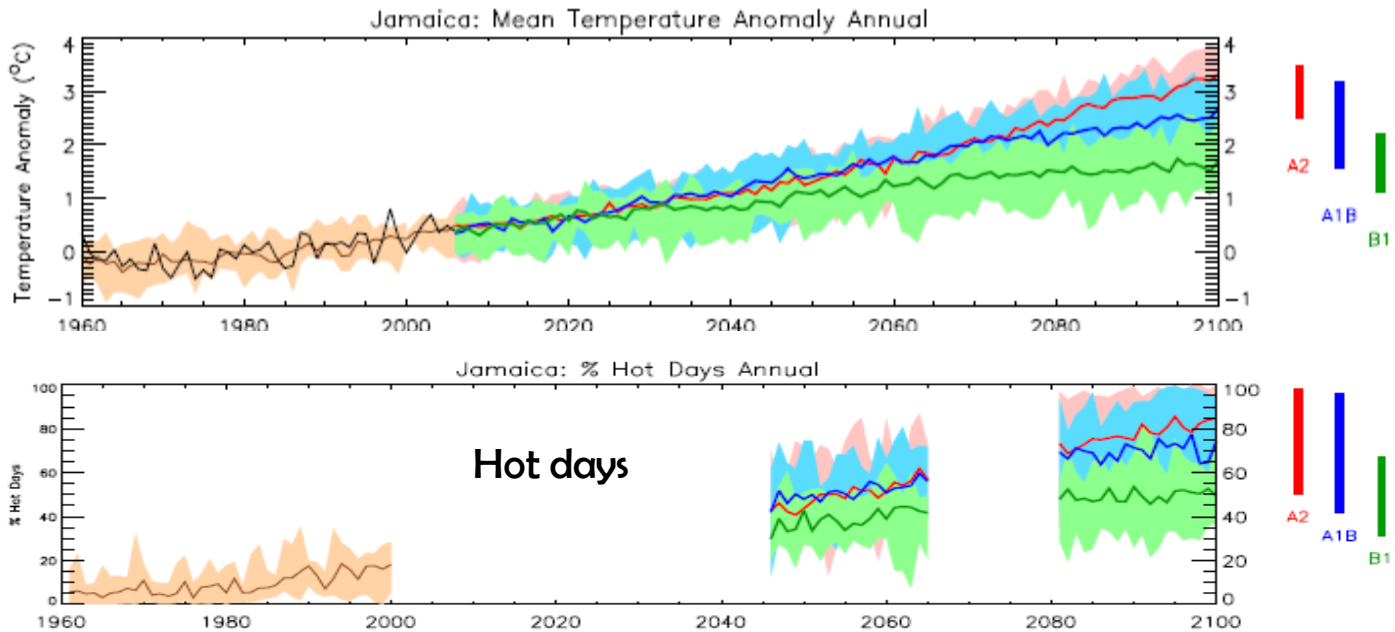 Jamaica: Mean Temperature Anomaly Annual
Temperature Anomaly (°C)
4
3
2
1
0
-1
4
3
2
1
0
-1
1960 1980 2000 2020 2040 2060 2080 2100
A2
A1B
B1
Jamaica: % Hot Days Annual
% Hot Days
100
80
60
40
20
0
Hot days
100
80
60
40
20
0
1960 1980 2000 2020 2040 2060 2080 2100
A2
A1B
B1